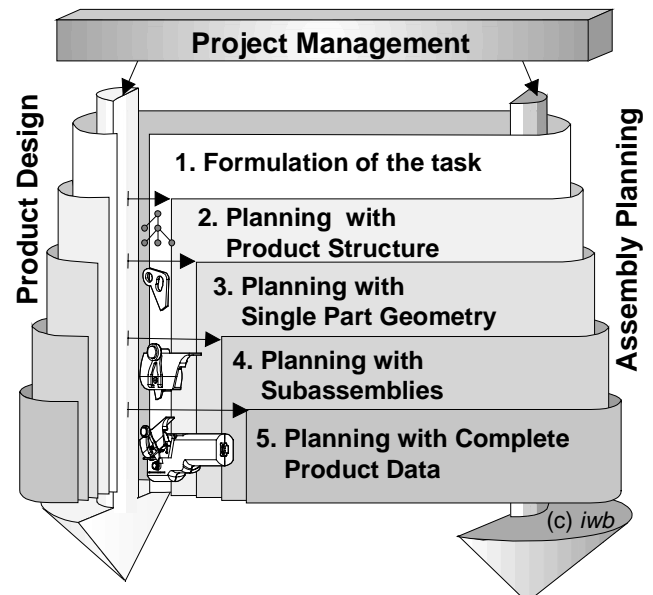 Project Management
Product Design
1. Formulation of the task
2. Planning with
Product Structure
3. Planning with
Single Part Geometry
4. Planning with
Subassemblies
5. Planning with Complete
Product Data
Assembly Planning
(c) iwb